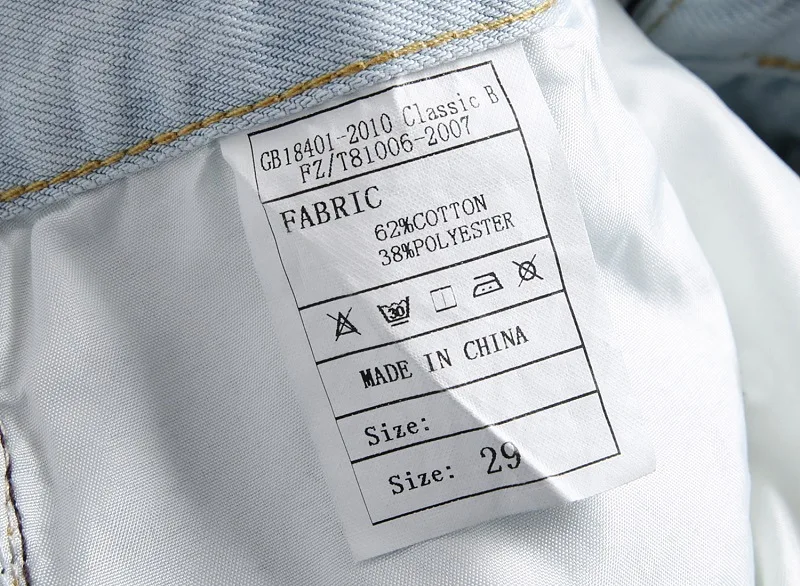 GB18401-2010 Classic B
FZ/T81006-2007
FABRIC
62%COTTON
38%POLYESTER
30
MADE IN CHINA
Size:
Size: 29